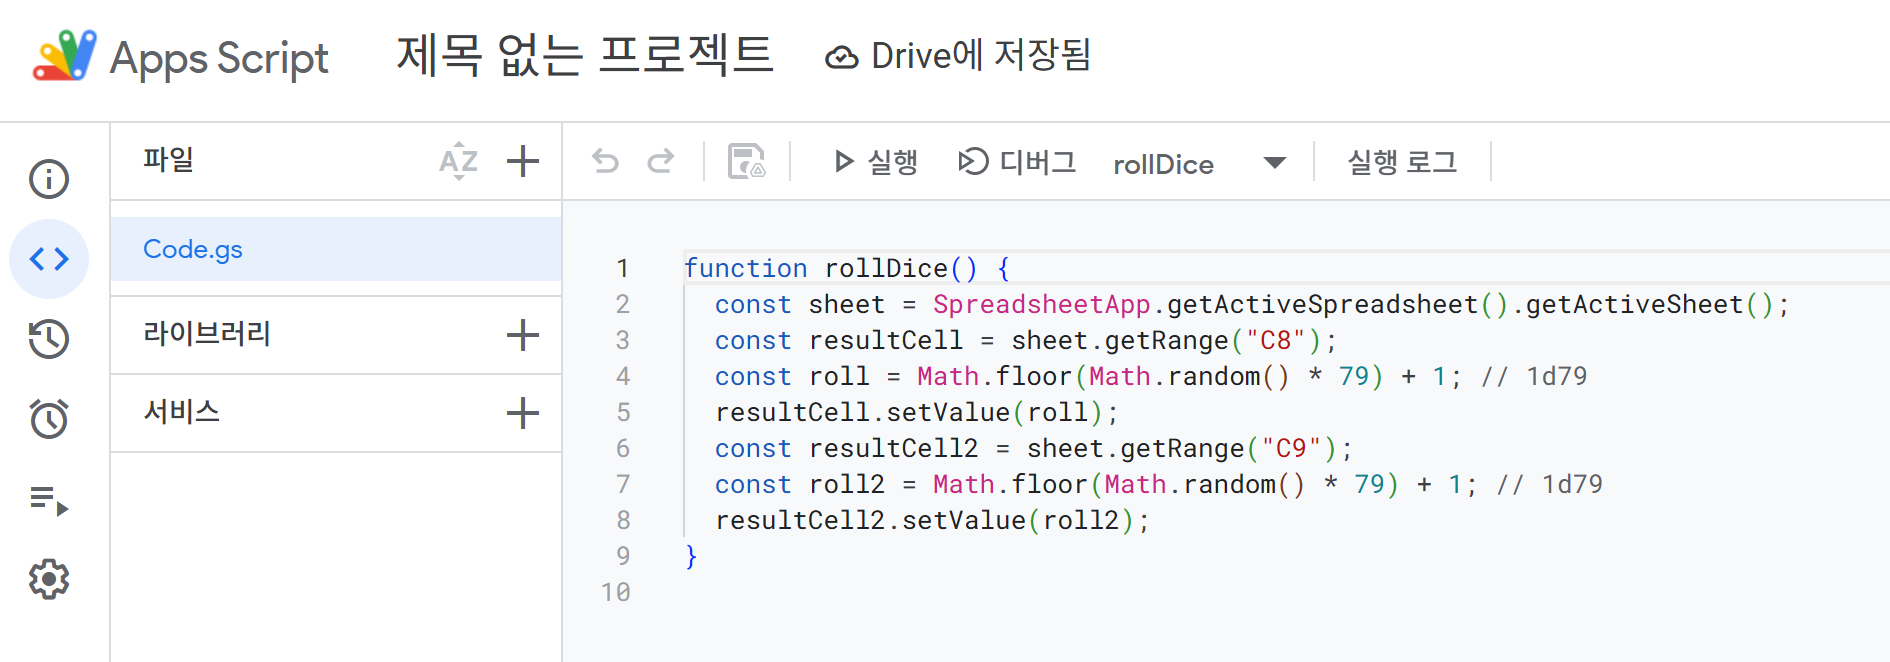 Apps Script 제목 없는 프로젝트 Drive에 저장됨
파일 AZ
Code.gs
라이브러리
서비스
실행 디버그 rollDice 실행 로그
1 function rollDice() {
2 const sheet = SpreadsheetApp.getActiveSpreadsheet().getActiveSheet();
3 const resultCell = sheet.getRange("C8");
4 const roll = Math.floor(Math.random() * 79) + 1; // 1d79
5 resultCell.setValue(roll);
6 const resultCell2 = sheet.getRange("C9");
7 const roll2 = Math.floor(Math.random() * 79) + 1; // 1d79
8 resultCell2.setValue(roll2);
9 }
10